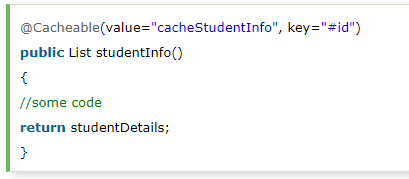 @Cacheable(value="cacheStudentInfo", key="#id")
public List studentInfo()
{
//some code
return studentDetails;
}